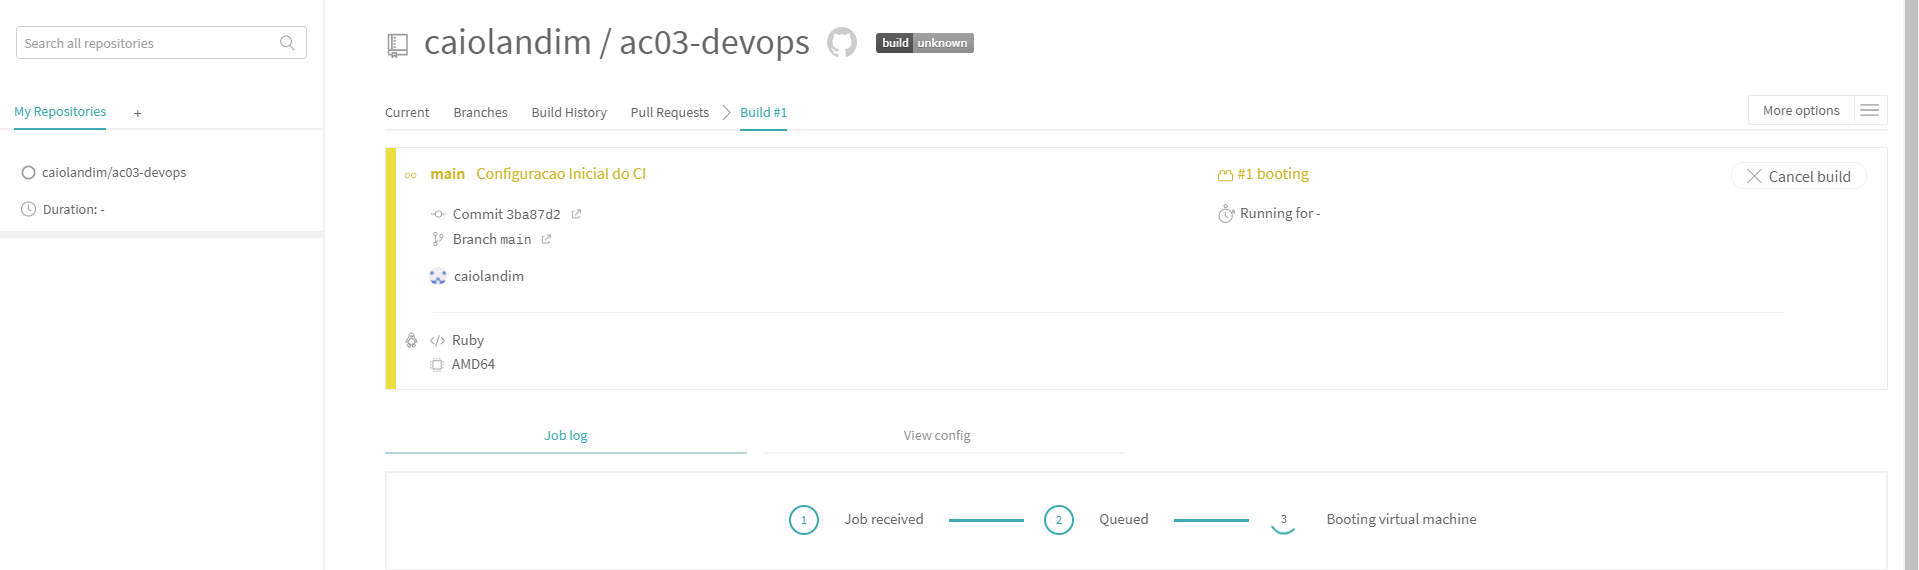 Search all repositories
My Repositories +
caiolandim/ac03-devops
Duration: -
caiolandim / ac03-devops build unknown
Current Branches Build History Pull Requests Build #1 More options
main Configuracao Inicial do CI #1 booting Cancel build
Commit 3ba87d2 Running for -
Branch main
caiolandim
Ruby
AMD64
Job log View config
1 Job received 2 Queued 3 Booting virtual machine